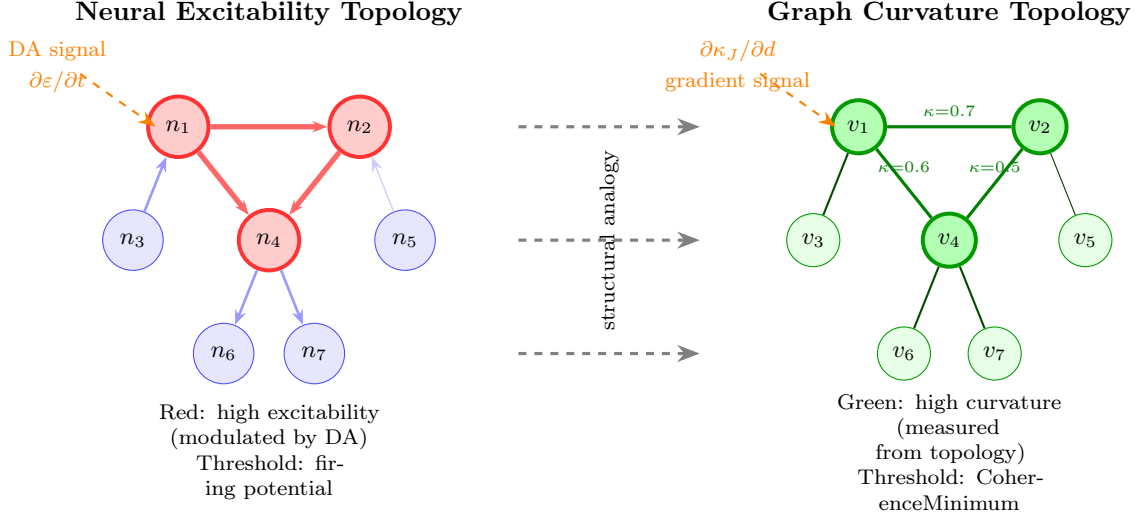 Neural Excitability Topology
DA signal
∂ε/∂t
n₁
n₂
n₃
n₄
n₅
n₆
n₇
Red: high excitability
(modulated by DA)
Threshold: fir-
ing potential
structural analogy
Graph Curvature Topology
∂κ_J/∂d
gradient signal
v₁
κ=0.7
v₂
κ=0.6
κ=0.5
v₃
v₄
v₅
v₆
v₇
Green: high curvature
(measured
from topology)
Threshold: Coher-
enceMinimum